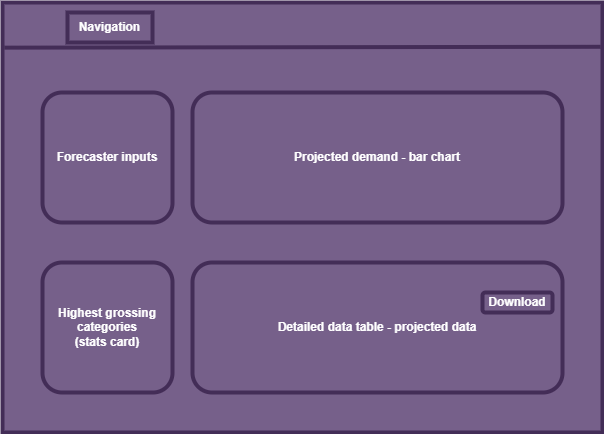 Navigation
Forecaster inputs
Projected demand - bar chart
Highest grossing
categories
(stats card)
Download
Detailed data table - projected data